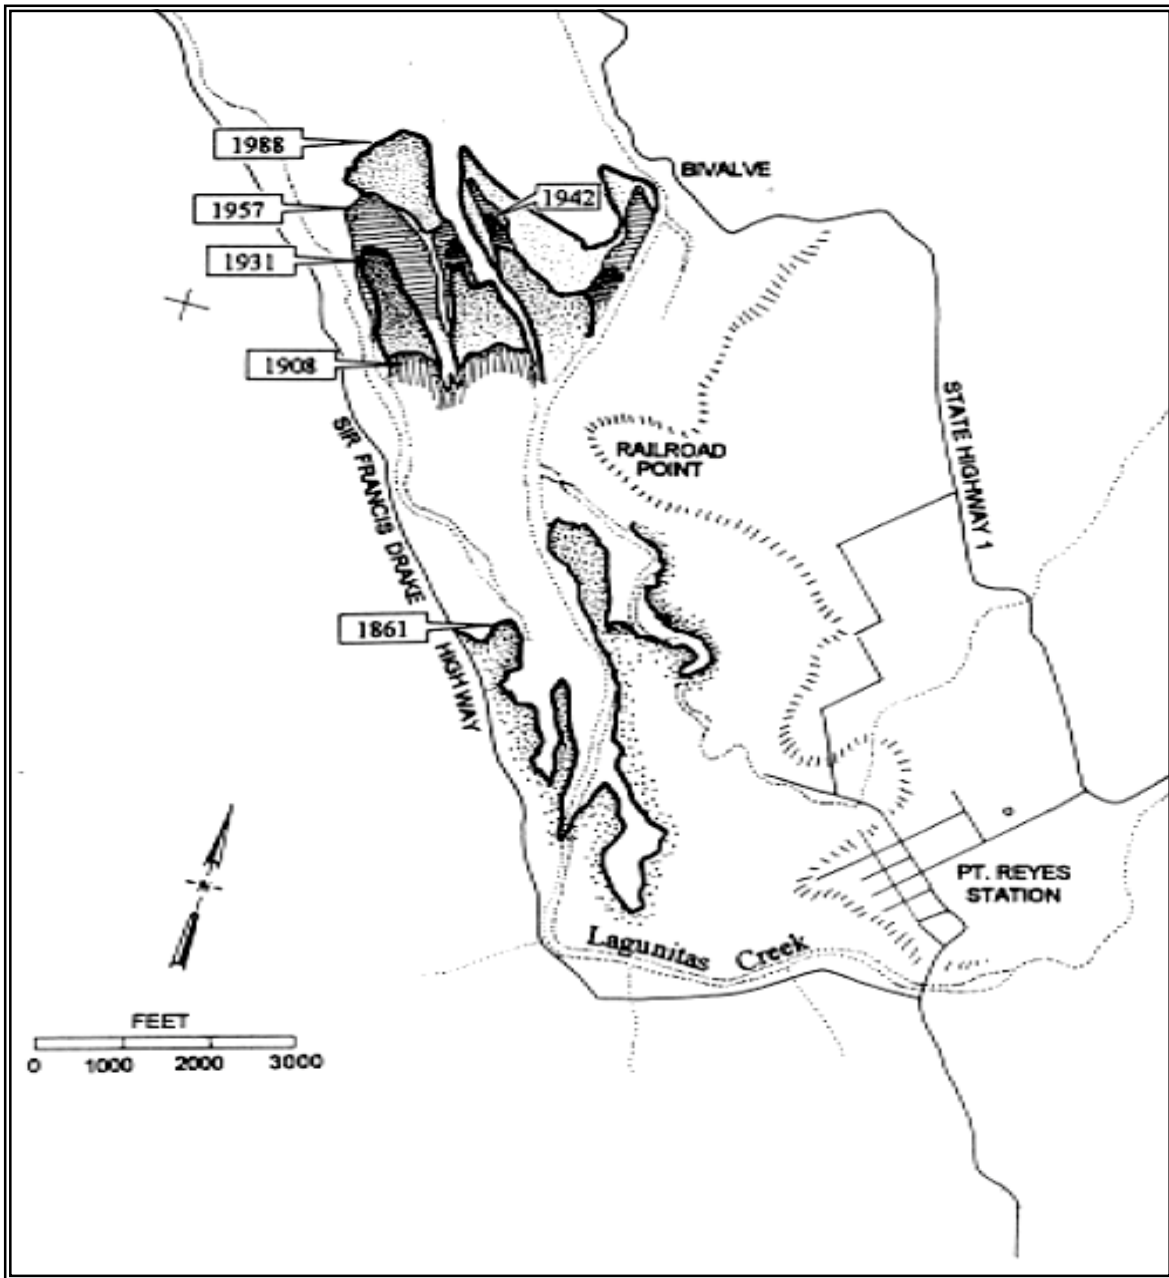 1988
BIVALVE
1957
1942
1931
1908
STATE HIGHWAY 1
RAILROAD
POINT
SIR FRANCIS DRAKE
HIGHWAY
1861
PT. REYES
STATION
Lagunitas Creek
FEET
0 1000 2000 3000